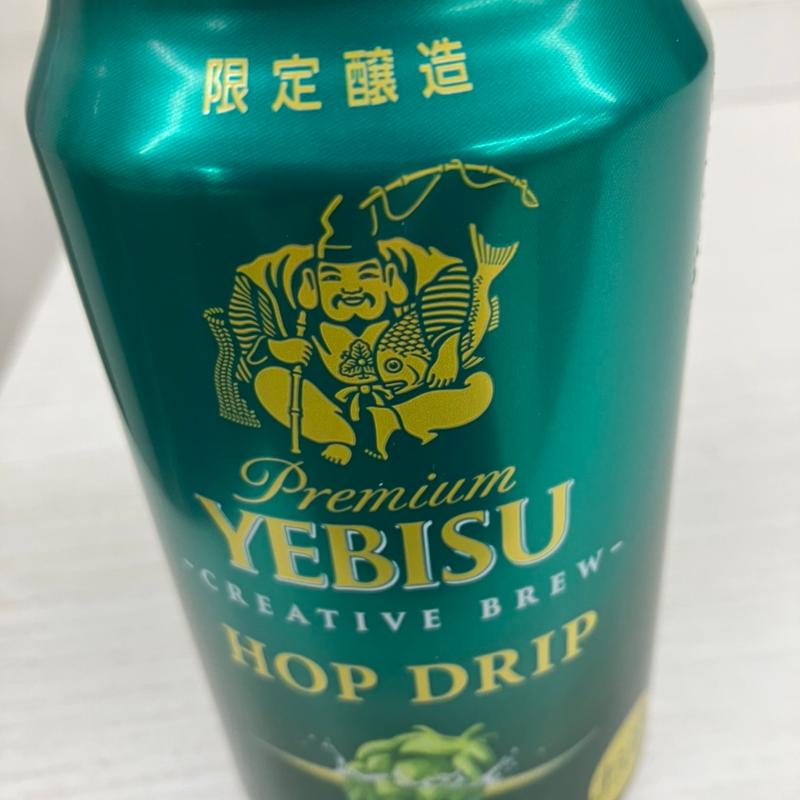 限定醸造
Premium
YEBISU
-CREATIVE BREW-
HOP DRIP